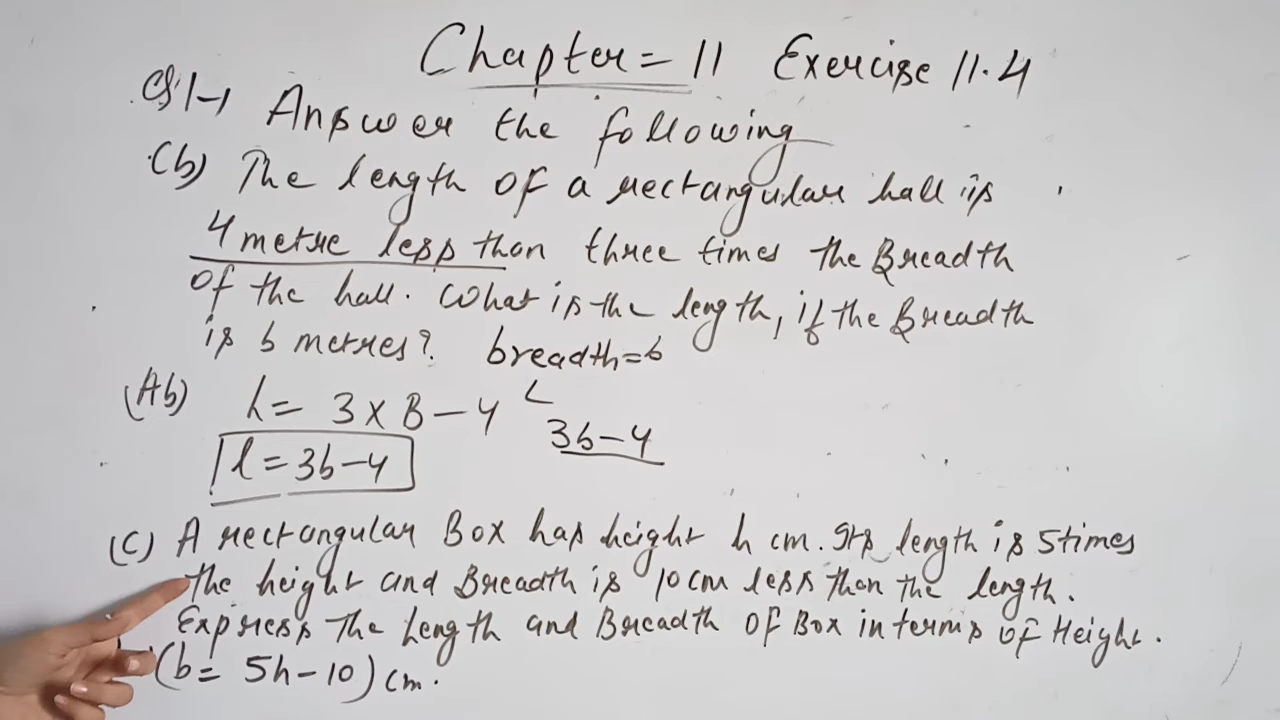 Chapter = 11 Exercise 11.4
Q.1→ Answer the following
(b) The length of a rectangular hall is
4 metre less than three times the Breadth
of the hall. What is the length, if the Breadth
is b metres? breadth=b
(Ab) L = 3 x B - 4 <
3b-4
l = 3b-4
(C) A rectangular Box has height h cm. Its length is 5 times
the height and Breadth is 10 cm less than the length.
Express the Length and Breadth of Box in terms of Height.
(b = 5h - 10) cm.